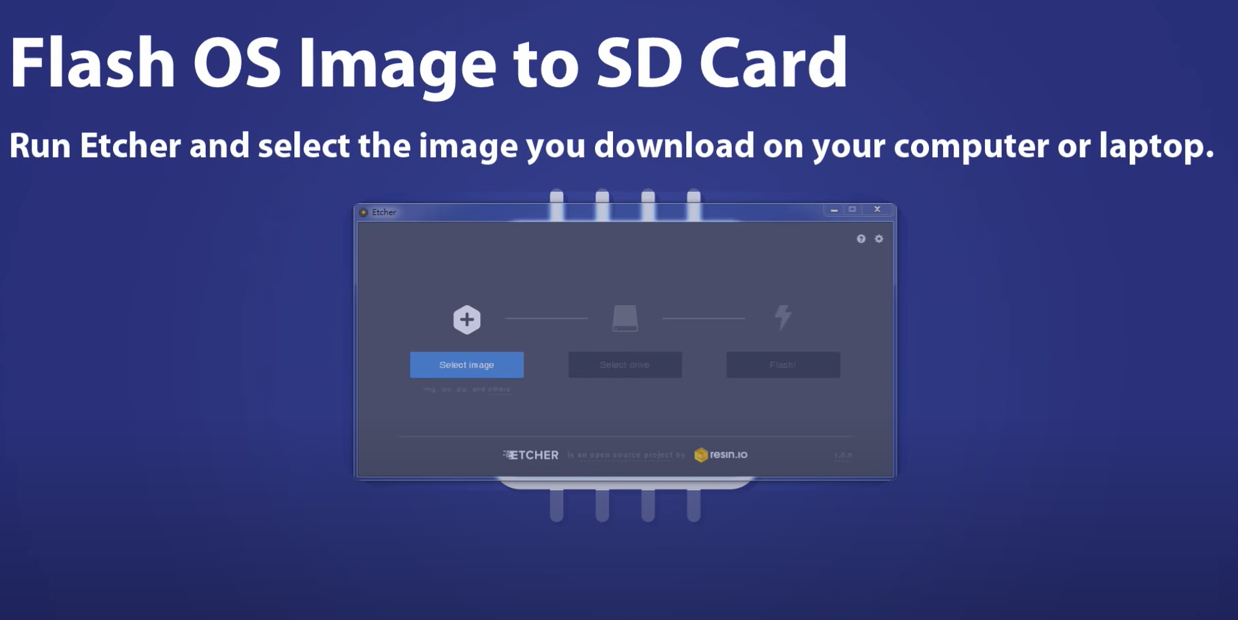 Flash OS Image to SD Card
Run Etcher and select the image you download on your computer or laptop.
Etcher
Select image
Select drive
Flash!
img, iso, zip, and others
ETCHER is an open source project by resin.io